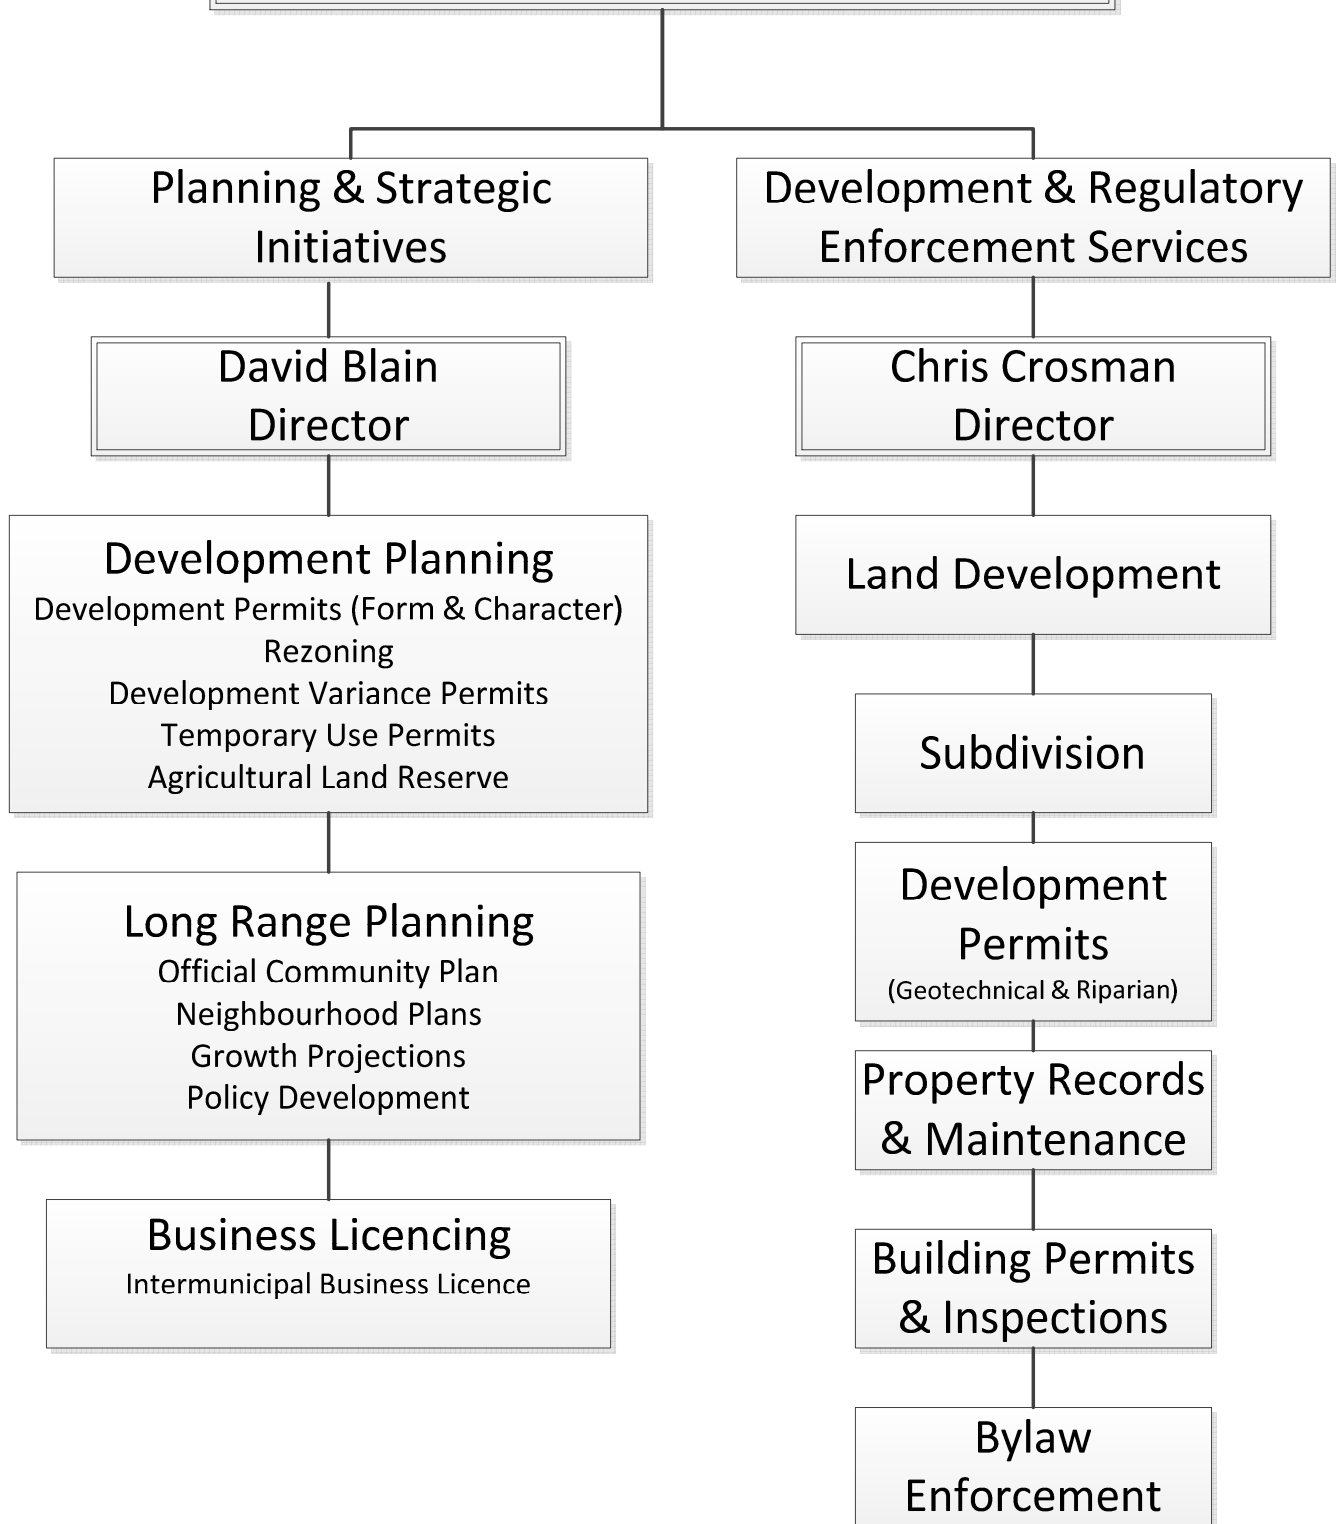 Planning & Strategic
Initiatives
David Blain
Director
Development Planning
Development Permits (Form & Character)
Rezoning
Development Variance Permits
Temporary Use Permits
Agricultural Land Reserve
Long Range Planning
Official Community Plan
Neighbourhood Plans
Growth Projections
Policy Development
Business Licencing
Intermunicipal Business Licence
Development & Regulatory
Enforcement Services
Chris Crosman
Director
Land Development
Subdivision
Development
Permits
(Geotechnical & Riparian)
Property Records
& Maintenance
Building Permits
& Inspections
Bylaw
Enforcement